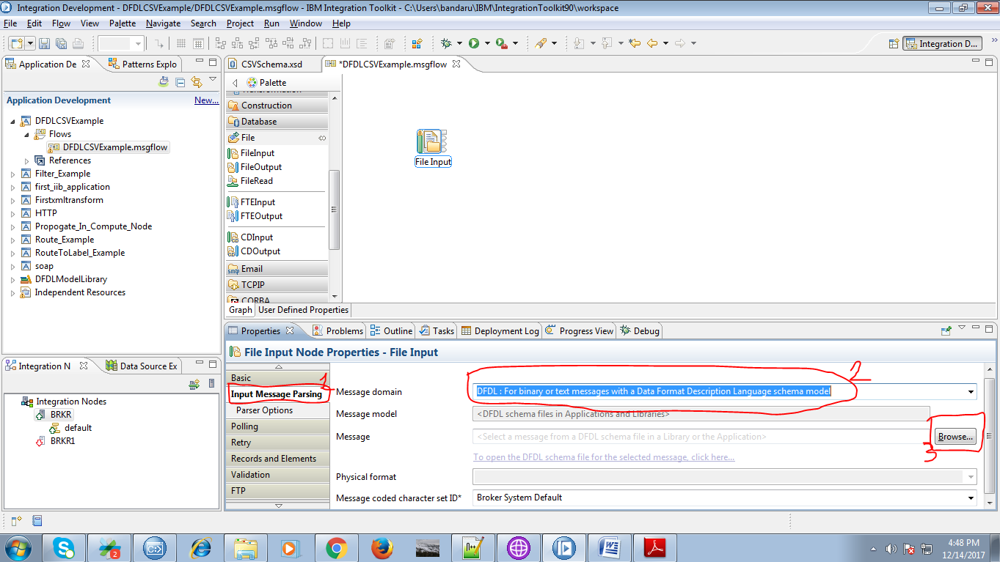 Integration Development - DFDLCSVExample/DFDLCSVExample.msgflow - IBM Integration Toolkit - C:\Users\bandaru\IBM\IntegrationToolkit90\workspace
File Edit Flow View Palette Navigate Search Project Run Window Help
Integration D...
Application De
Patterns Explo
CSVSchema.xsd
*DFDLCSVExample.msgflow
Application Development
New...
DFDLCSVExample
Flows
DFDLCSVExample.msgflow
References
Filter_Example
first_iib_application
Firstxmltransform
HTTP
Propogate_In_Compute_Node
Route_Example
RouteToLabel_Example
soap
DFDLModelLibrary
Independent Resources
Palette
Transformation
Construction
Database
File
FileInput
FileOutput
FileRead
FTEInput
FTEOutput
CDInput
CDOutput
Email
TCPIP
CORBA
File Input
Graph
User Defined Properties
Integration N
Data Source Ex
Integration Nodes
BRKR
default
BRKR1
Properties
Problems
Outline
Tasks
Deployment Log
Progress View
Debug
File Input Node Properties - File Input
Basic
Input Message Parsing
Parser Options
Polling
Retry
Records and Elements
Validation
FTP
1
2
3
Message domain
DFDL : For binary or text messages with a Data Format Description Language schema model
Message model
<DFDL schema files in Applications and Libraries>
Message
<Select a message from a DFDL schema file in a Library or the Application>
Browse...
To open the DFDL schema file for the selected message, click here...
Physical format
Message coded character set ID*
Broker System Default
2
4:48 PM
12/14/2017